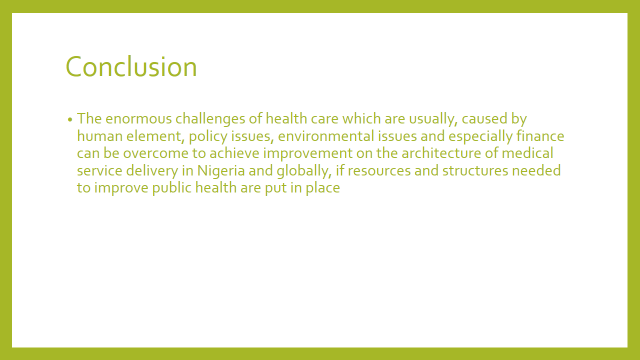 Conclusion
• The enormous challenges of health care which are usually, caused by
human element, policy issues, environmental issues and especially finance
can be overcome to achieve improvement on the architecture of medical
service delivery in Nigeria and globally, if resources and structures needed
to improve public health are put in place